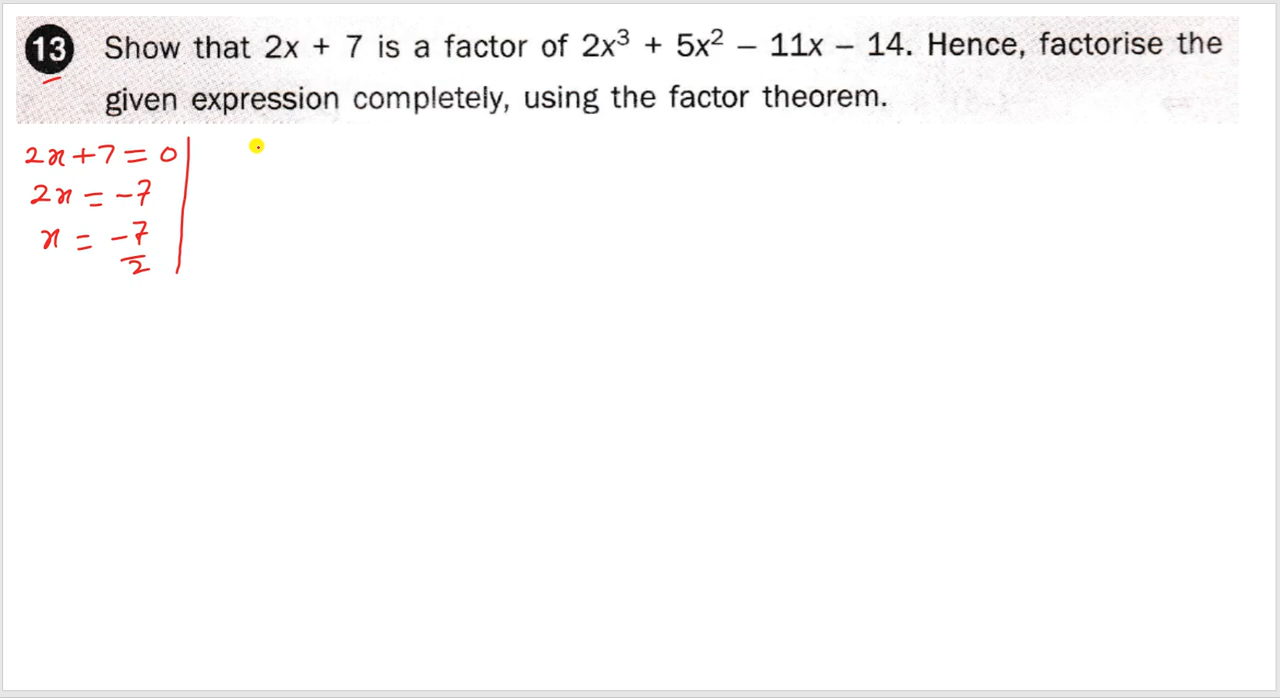 13 Show that 2x + 7 is a factor of 2x³ + 5x² − 11x − 14. Hence, factorise the
given expression completely, using the factor theorem.
2x+7=0
2x = -7
x = -7/2